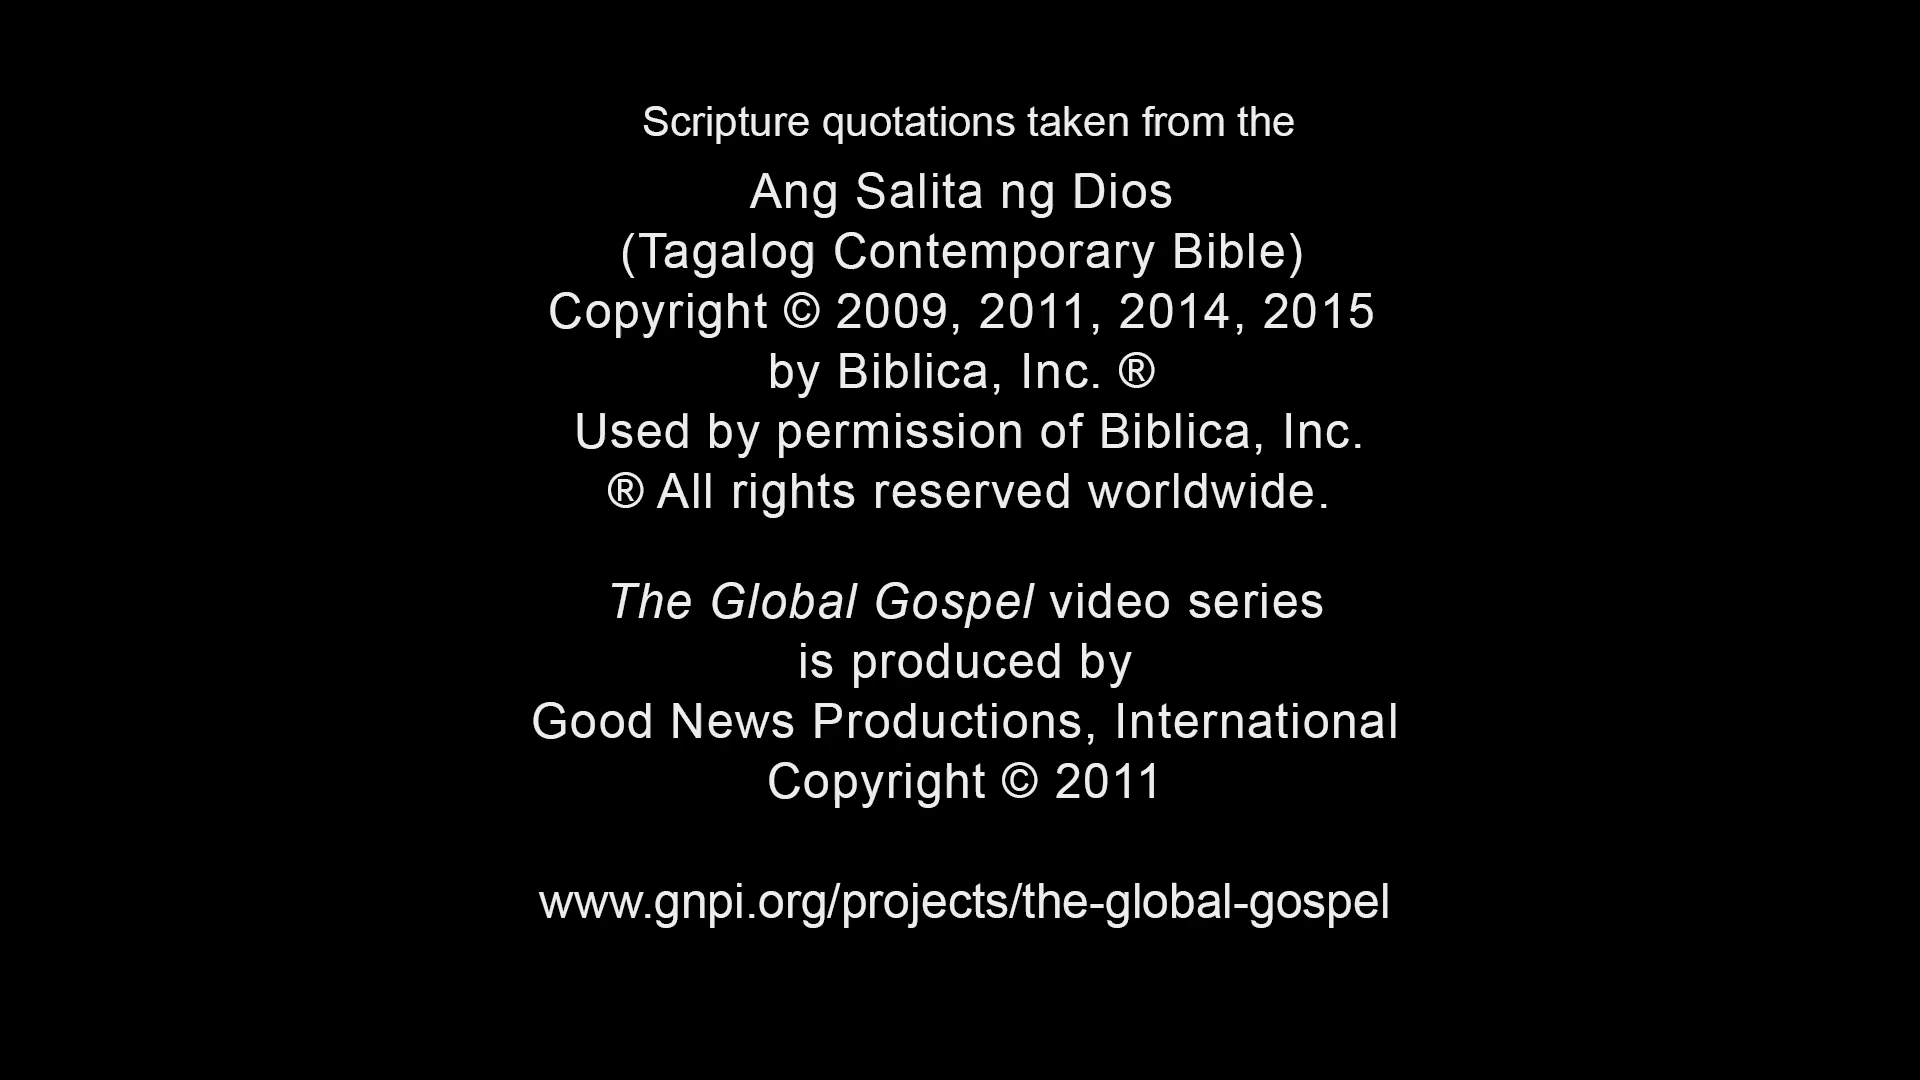 Scripture quotations taken from the
Ang Salita ng Dios
(Tagalog Contemporary Bible)
Copyright © 2009, 2011, 2014, 2015
by Biblica, Inc. ®
Used by permission of Biblica, Inc.
® All rights reserved worldwide.
The Global Gospel video series
is produced by
Good News Productions, International
Copyright © 2011
www.gnpi.org/projects/the-global-gospel